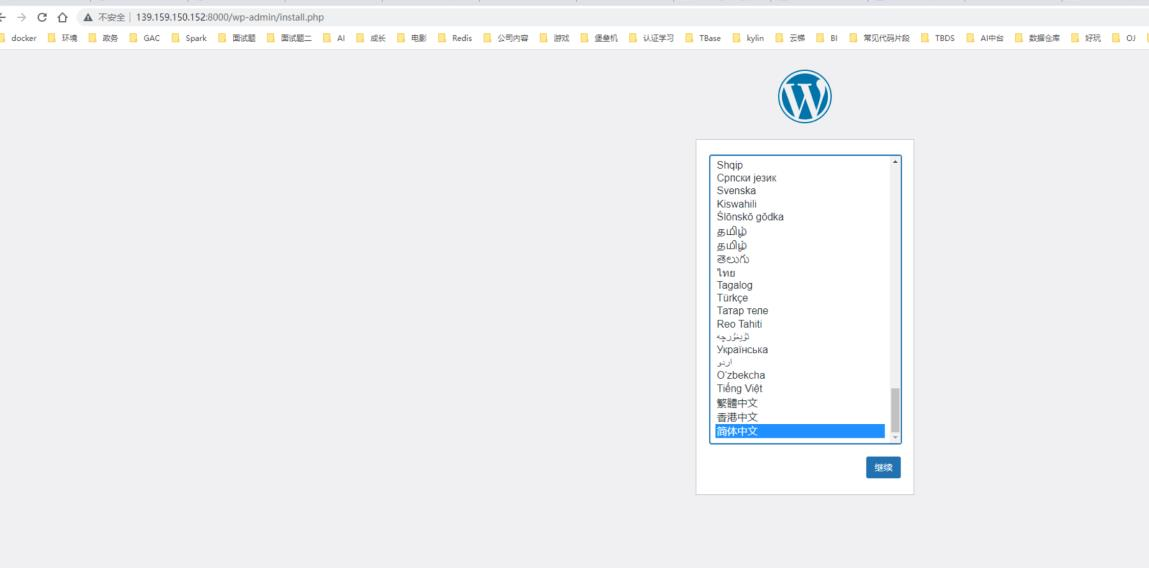 不安全 | 139.159.150.152:8000/wp-admin/install.php
docker 环境 政务 GAC Spark 面试题 面试题二 AI 成长 电影 Redis 公司内容 游戏 堡垒机 认证学习 TBase kylin 云梯 BI 常见代码片段 TBDS AI中台 数据仓库 好玩 OJ
Shqip
Српски језик
Svenska
Kiswahili
Ślōnskŏ gŏdka
தமிழ்
தமிழ்
తెలుగు
ไทย
Tagalog
Türkçe
Татар теле
Reo Tahiti
ئۇيغۇرچە
Українська
اردو
O‘zbekcha
Tiếng Việt
繁體中文
香港中文
简体中文
继续